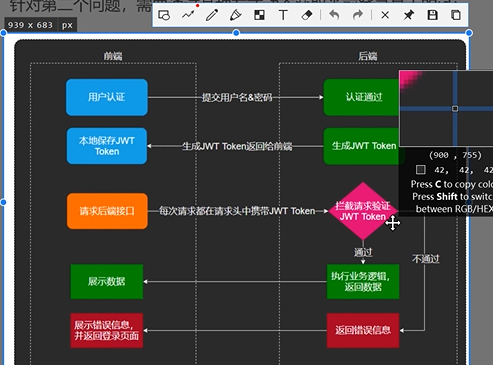 针对第二个问题，需
939 x 683 px
前端
后端
用户认证
提交用户名&密码
认证通过
本地保存JWT
Token
生成JWT Token返回给前端
生成JWT Token
(900 , 755)
42, 42, 42
Press C to copy colo
Press Shift to switc
between RGB/HEX
请求后端接口
每次请求都在请求头中携带JWT Token
拦截请求验证
JWT Token
通过
不通过
展示数据
执行业务逻辑，
返回数据
展示错误信息，
并返回登录页面
返回错误信息